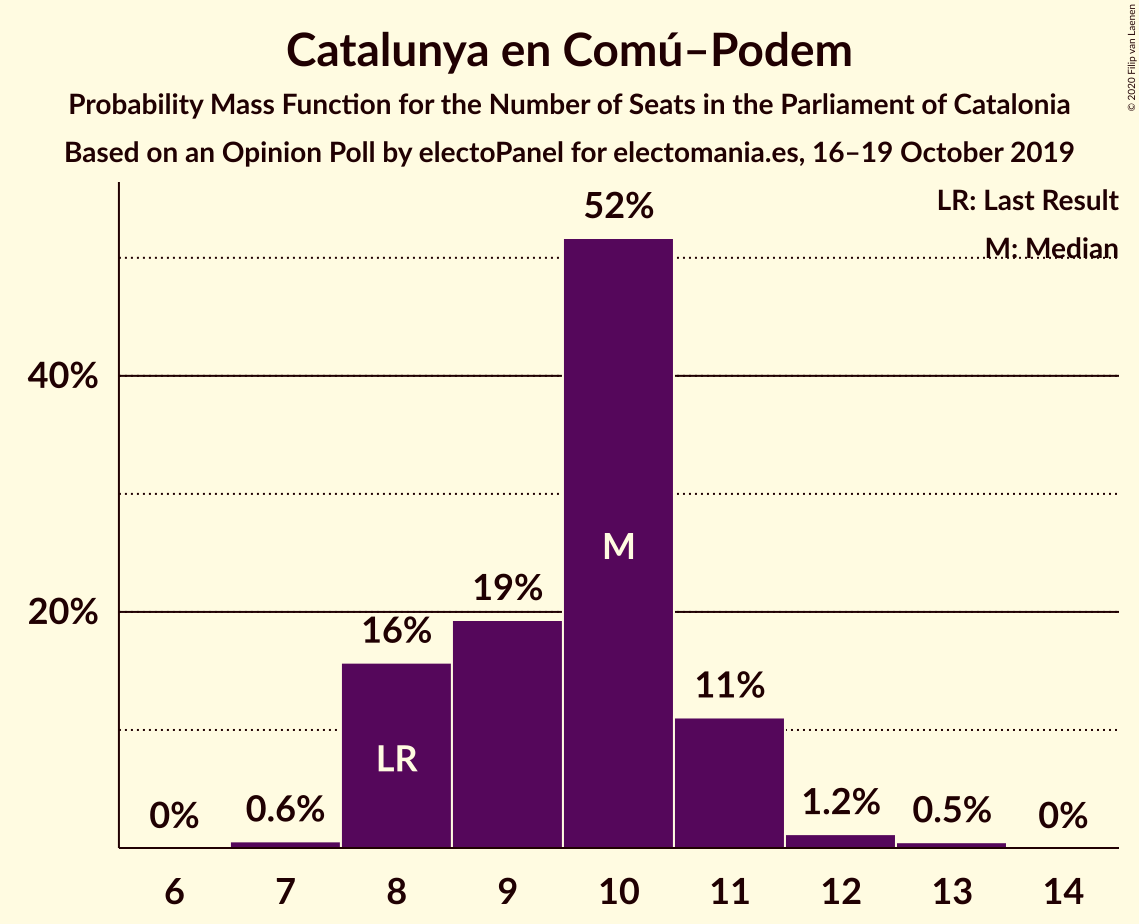 Catalunya en Comú–Podem
Probability Mass Function for the Number of Seats in the Parliament of Catalonia
Based on an Opinion Poll by electoPanel for electomania.es, 16–19 October 2019
© 2020 Filip van Laenen
LR: Last Result
M: Median
52%
40%
M
19%
20%
16%
11%
LR
0%
0.6%
1.2%
0.5%
0%
6 7 8 9 10 11 12 13 14